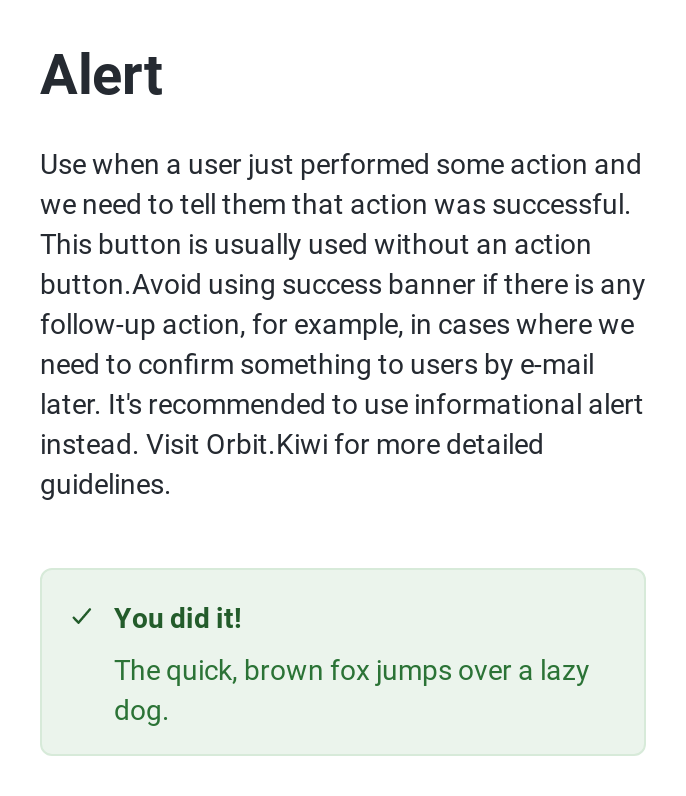 Alert
Use when a user just performed some action and
we need to tell them that action was successful.
This button is usually used without an action
button.Avoid using success banner if there is any
follow-up action, for example, in cases where we
need to confirm something to users by e-mail
later. It's recommended to use informational alert
instead. Visit Orbit.Kiwi for more detailed
guidelines.
You did it!
The quick, brown fox jumps over a lazy
dog.